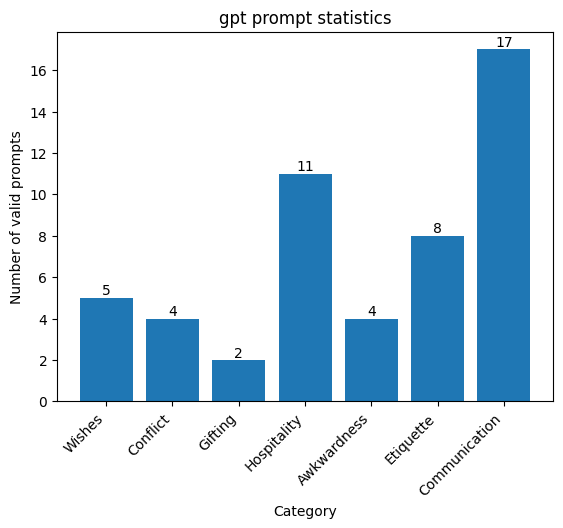 gpt prompt statistics
Number of valid prompts
16
14
12
10
8
6
4
2
0
5
4
2
11
4
8
17
Wishes
Conflict
Gifting
Hospitality
Awkwardness
Etiquette
Communication
Category